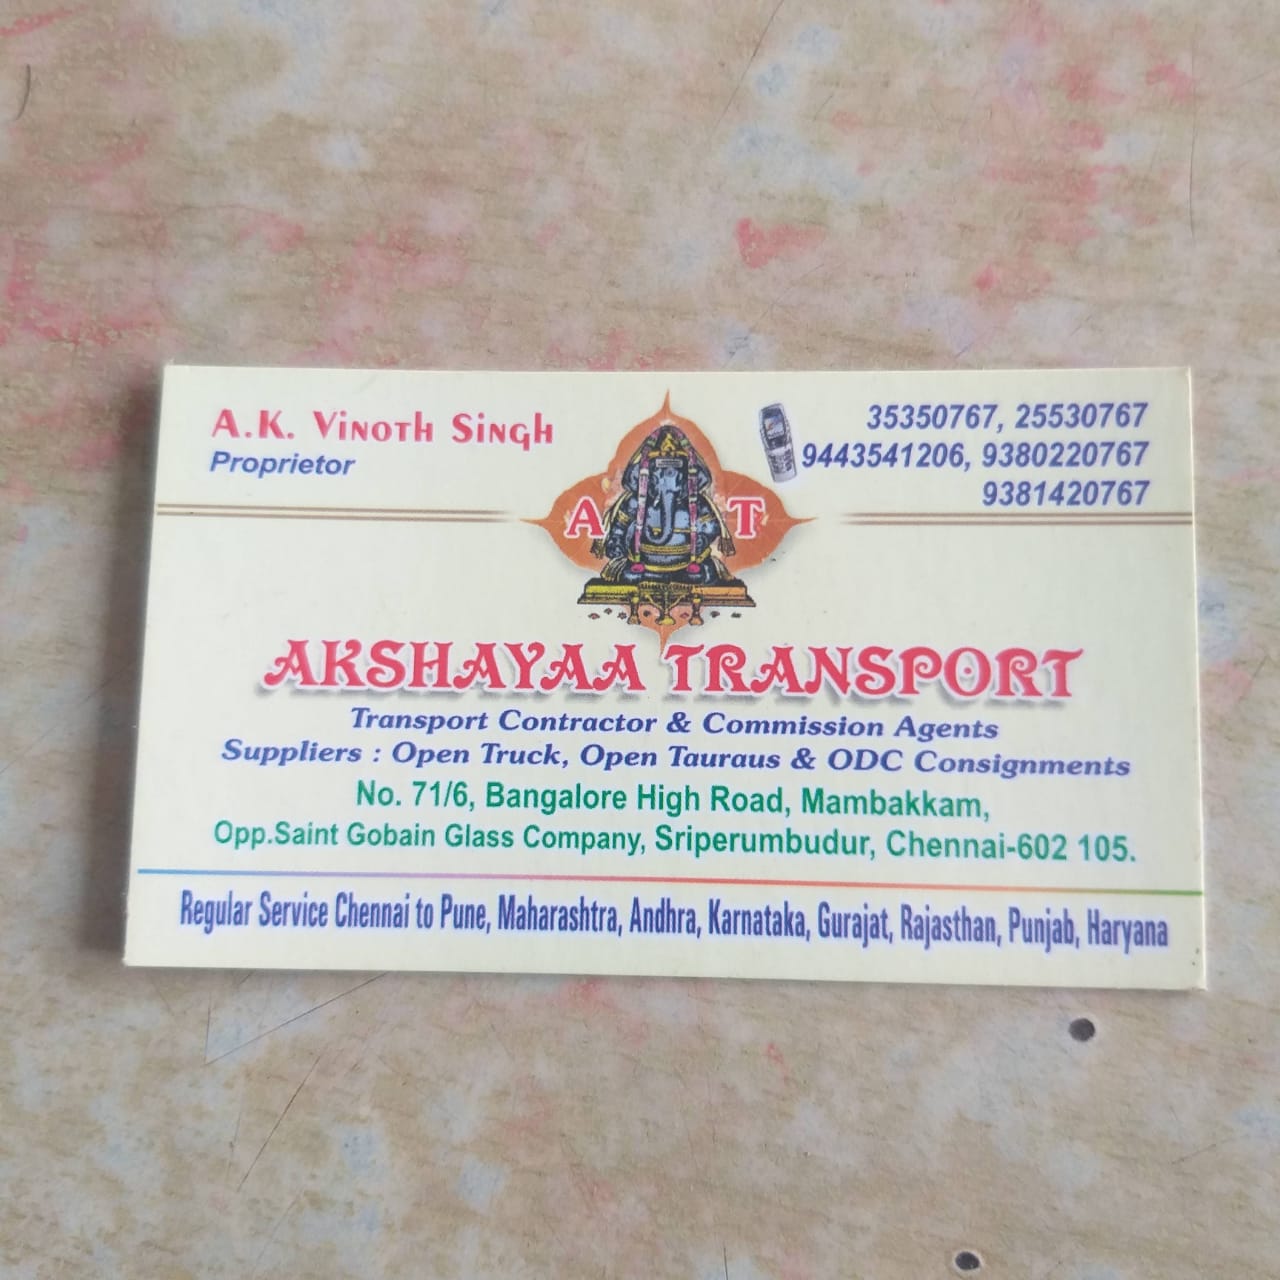 A.K. Vinoth Singh
Proprietor
35350767, 25530767
9443541206, 9380220767
9381420767
A T
AKSHAYAA TRANSPORT
Transport Contractor & Commission Agents
Suppliers : Open Truck, Open Tauraus & ODC Consignments
No. 71/6, Bangalore High Road, Mambakkam,
Opp.Saint Gobain Glass Company, Sriperumbudur, Chennai-602 105.
Regular Service Chennai to Pune, Maharashtra, Andhra, Karnataka, Gurajat, Rajasthan, Punjab, Haryana